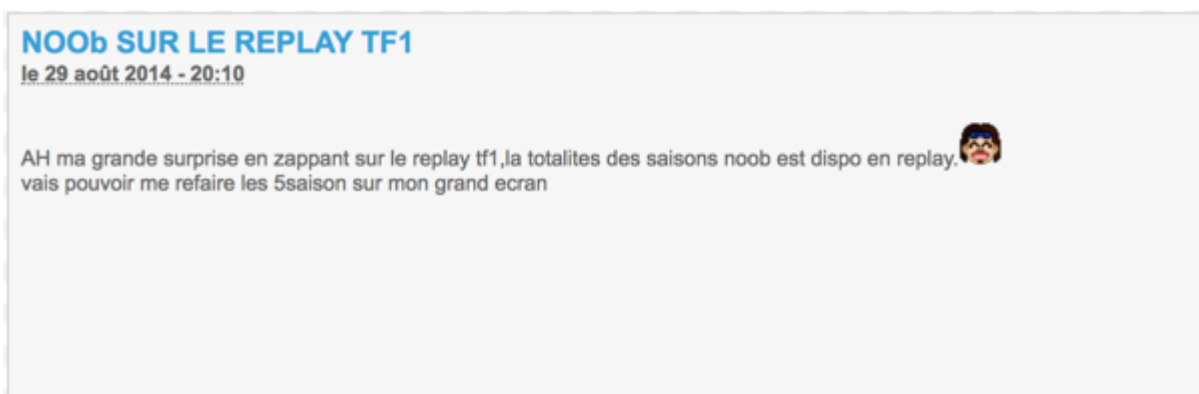 NOOb SUR LE REPLAY TF1
le 29 août 2014 - 20:10
AH ma grande surprise en zappant sur le replay tf1,la totalites des saisons noob est dispo en replay.
vais pouvoir me refaire les 5saison sur mon grand ecran